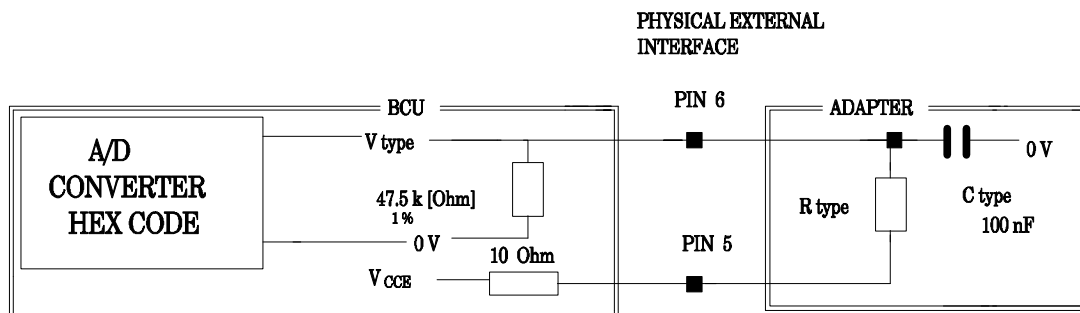 PHYSICAL EXTERNAL
INTERFACE
BCU
PIN 6
ADAPTER
A/D
CONVERTER
HEX CODE
V type
47.5 k [Ohm]
1 %
0 V
10 Ohm
V CCE
PIN 5
R type
0 V
C type
100 nF